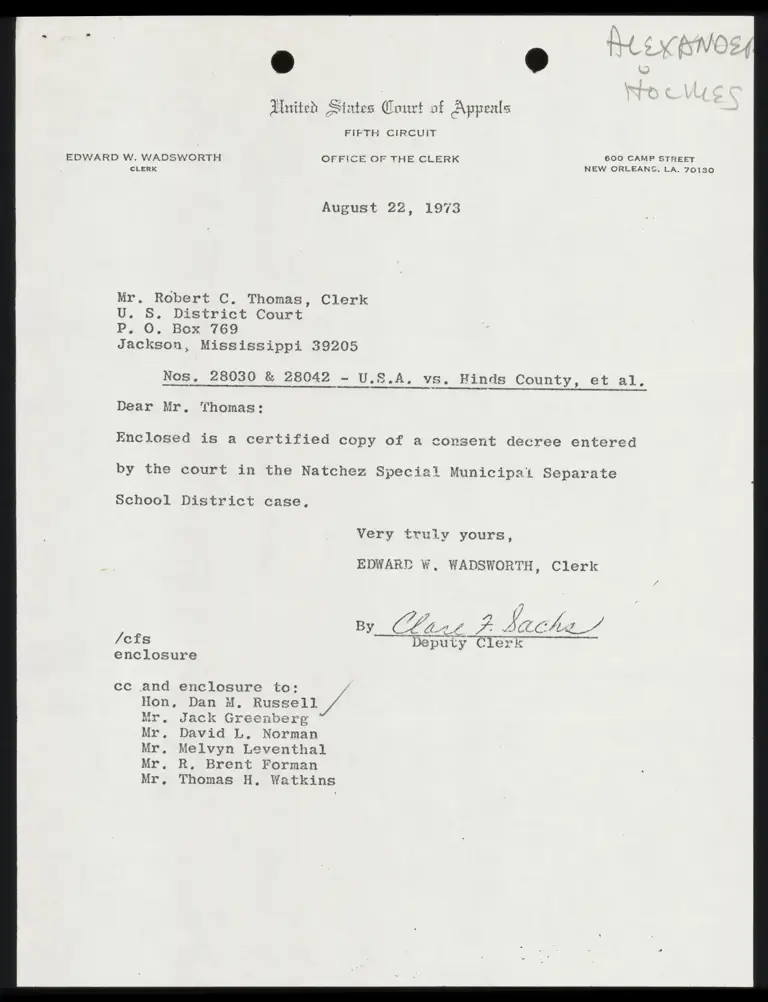 ALEXANDER
v
HOLMES
United States Court of Appeals
FIFTH CIRCUIT
EDWARD W. WADSWORTH
CLERK
OFFICE OF THE CLERK
600 CAMP STREET
NEW ORLEANS, LA. 70130
August 22, 1973
Mr. Robert C. Thomas, Clerk
U. S. District Court
P. O. Box 769
Jackson, Mississippi 39205
Nos. 28030 & 28042 - U.S.A. vs. Hinds County, et al.
Dear Mr. Thomas:
Enclosed is a certified copy of a consent decree entered
by the court in the Natchez Special Municipal Separate
School District case.
Very truly yours,
EDWARD W. WADSWORTH, Clerk
By Clare F. Sachs
Deputy Clerk
/cfs
enclosure
cc and enclosure to:
Hon. Dan M. Russell
Mr. Jack Greenberg
Mr. David L. Norman
Mr. Melvyn Leventhal
Mr. R. Brent Forman
Mr. Thomas H. Watkins